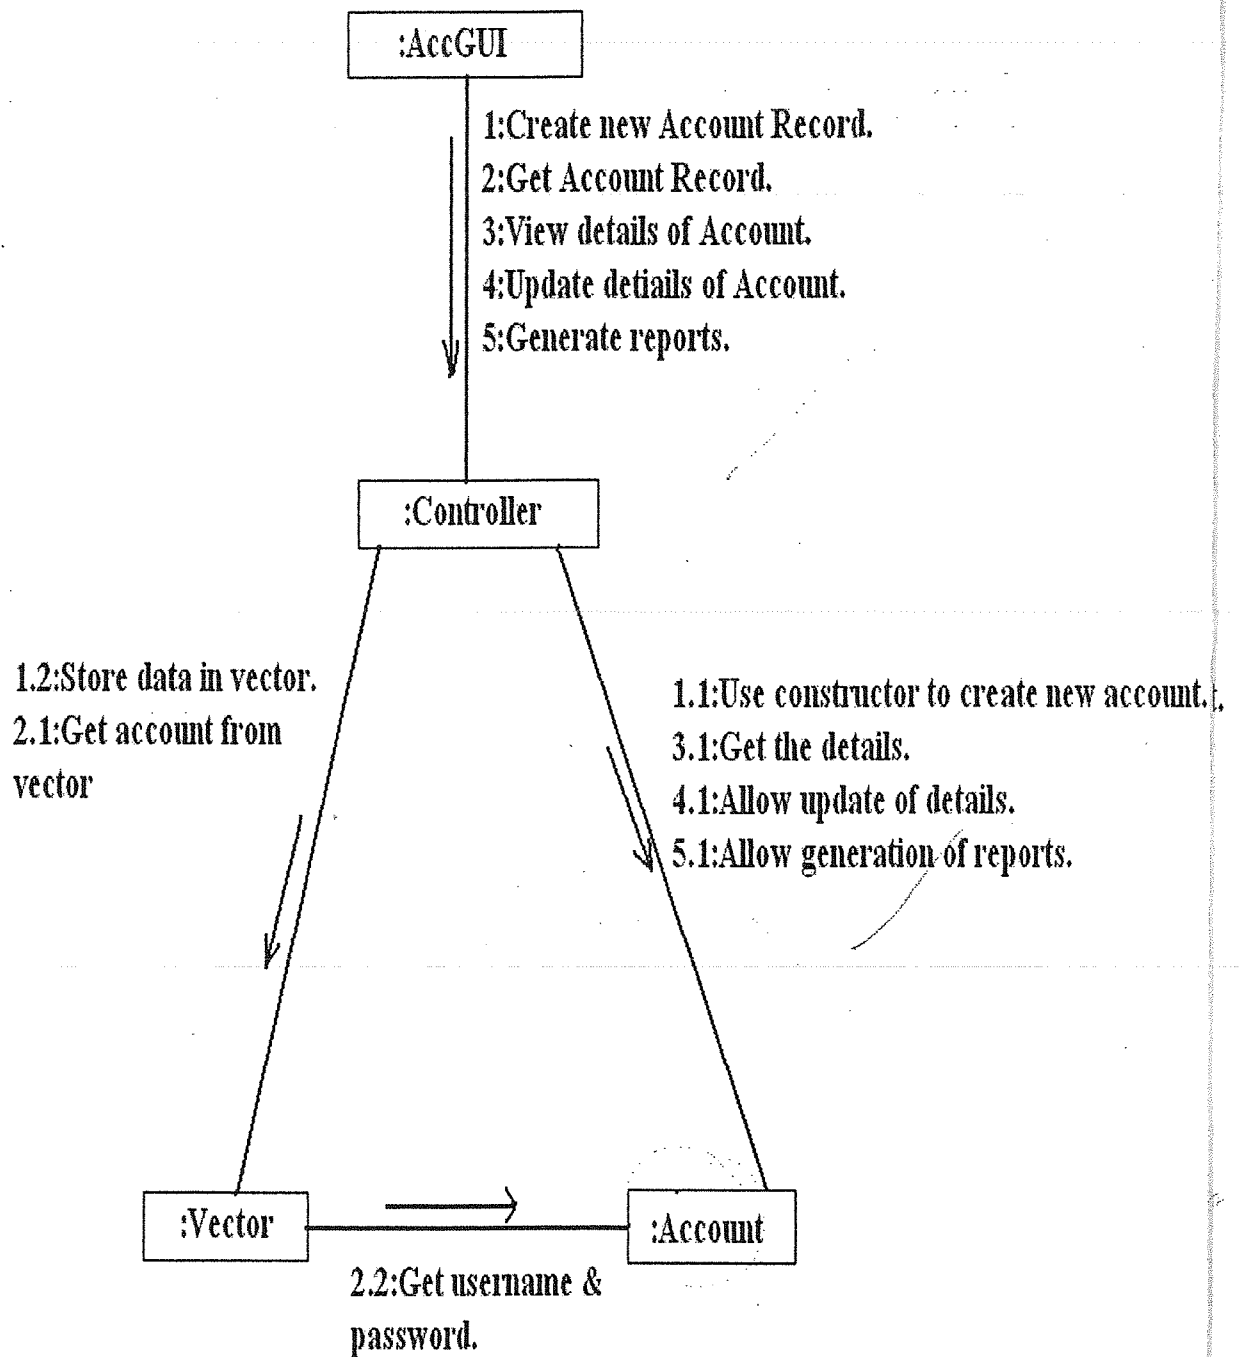 :AccGUI
1:Create new Account Record.
2:Get Account Record.
3:View details of Account.
4:Update detiails of Account.
5:Generate reports.
:Controller
1.2:Store data in vector.
2.1:Get account from
vector
1.1:Use constructor to create new account.
3.1:Get the details.
4.1:Allow update of details.
5.1:Allow generation of reports.
:Vector
:Account
2.2:Get username &
password.